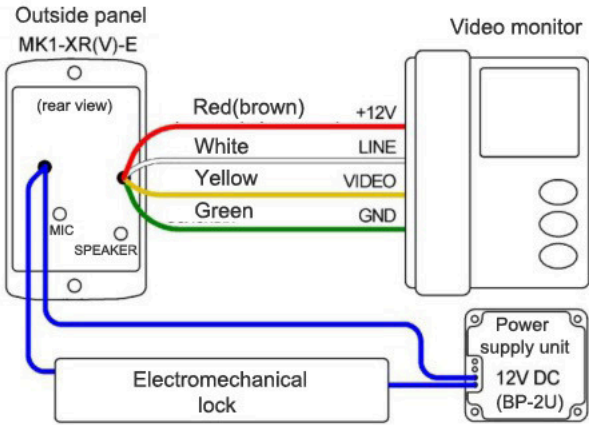 Outside panel
MK1-XR(V)-E
Video monitor
(rear view)
Red(brown)
+12V
White
LINE
Yellow
VIDEO
Green
GND
MIC
SPEAKER
Power
supply unit
12V DC
(BP-2U)
Electromechanical
lock